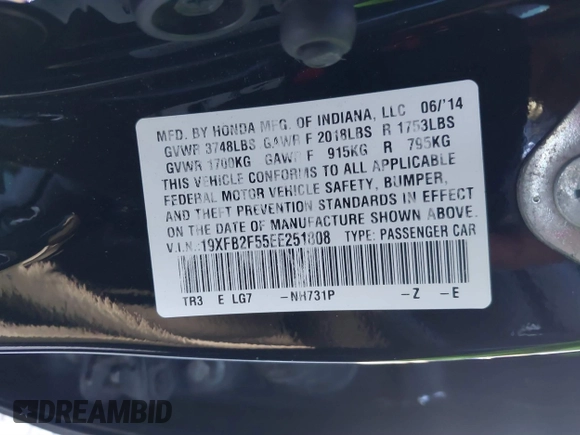 MFD. BY HONDA MFG. OF INDIANA, LLC 06/'14
GVWR 3748LBS GAWR F 2018LBS R 1753LBS
GVWR 1700KG GAWR F 915KG R 795KG
THIS VEHICLE CONFORMS TO ALL APPLICABLE
FEDERAL MOTOR VEHICLE SAFETY, BUMPER,
AND THEFT PREVENTION STANDARDS IN EFFECT
ON THE DATE OF MANUFACTURE SHOWN ABOVE.
V.I.N.:19XFB2F55EE251808 TYPE: PASSENGER CAR
TR3 E LG7 -NH731P -Z -E
DREAMBID